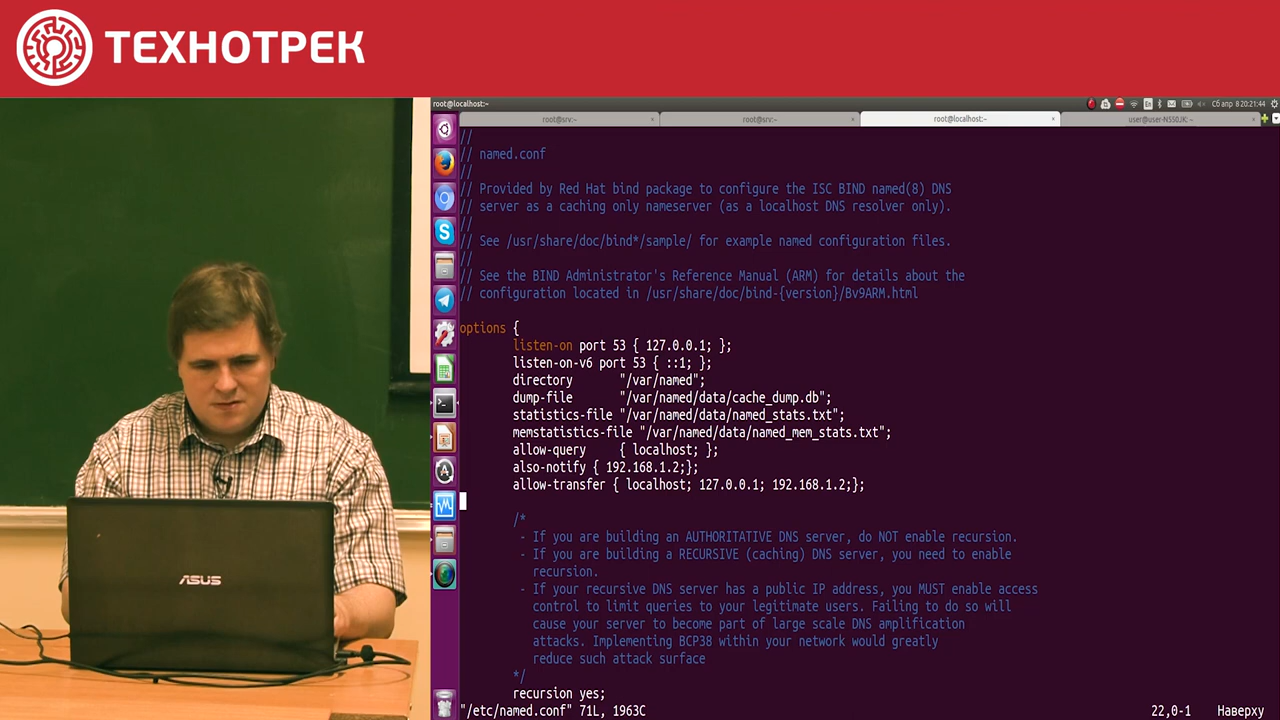 ТЕХНОТРЕК
root@localhost:~
Сб апр 8 20:21:44
root@srv:~
root@srv:~
root@localhost:~
user@user-N550JK: ~
//
// named.conf
//
// Provided by Red Hat bind package to configure the ISC BIND named(8) DNS
// server as a caching only nameserver (as a localhost DNS resolver only).
//
// See /usr/share/doc/bind*/sample/ for example named configuration files.
//
// See the BIND Administrator's Reference Manual (ARM) for details about the
// configuration located in /usr/share/doc/bind-{version}/Bv9ARM.html
options {
listen-on port 53 { 127.0.0.1; };
listen-on-v6 port 53 { ::1; };
directory "/var/named";
dump-file "/var/named/data/cache_dump.db";
statistics-file "/var/named/data/named_stats.txt";
memstatistics-file "/var/named/data/named_mem_stats.txt";
allow-query { localhost; };
also-notify { 192.168.1.2;};
allow-transfer { localhost; 127.0.0.1; 192.168.1.2;};
/*
- If you are building an AUTHORITATIVE DNS server, do NOT enable recursion.
- If you are building a RECURSIVE (caching) DNS server, you need to enable
recursion.
- If your recursive DNS server has a public IP address, you MUST enable access
control to limit queries to your legitimate users. Failing to do so will
cause your server to become part of large scale DNS amplification
attacks. Implementing BCP38 within your network would greatly
reduce such attack surface
*/
recursion yes;
"/etc/named.conf" 71L, 1963C 22,0-1 Наверху
ASUS